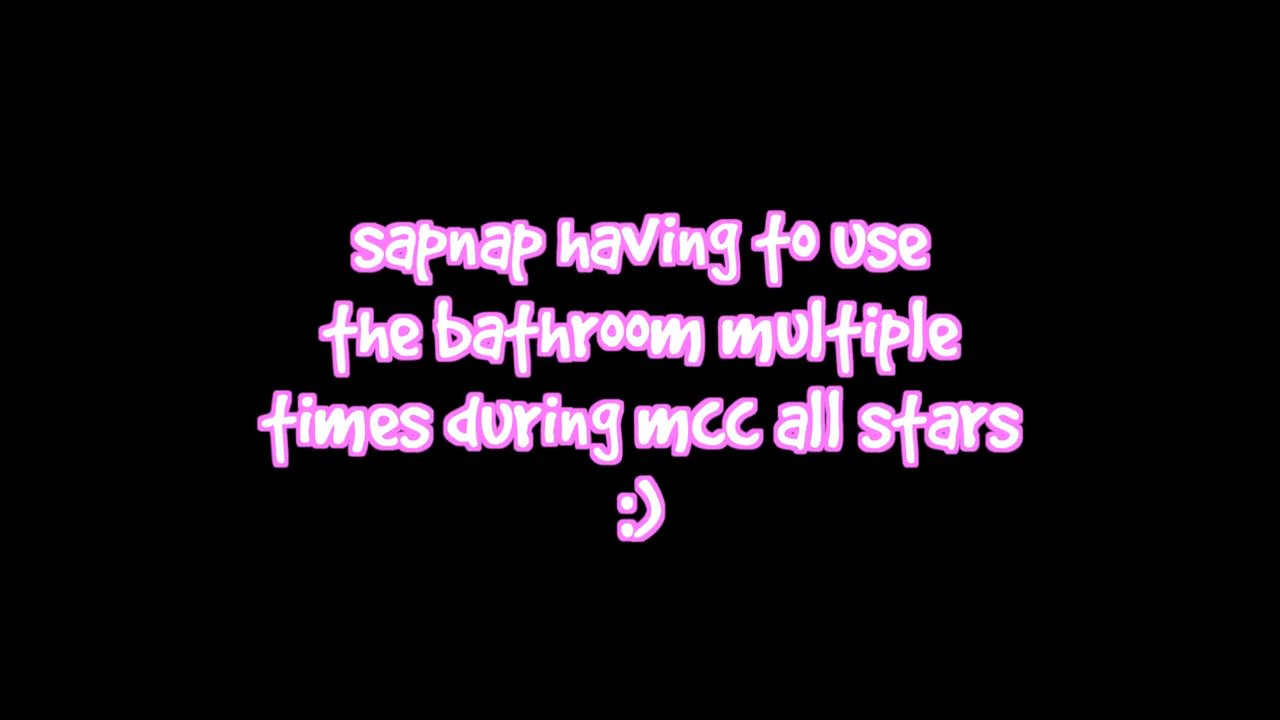 sapnap having to use
the bathroom multiple
times during mcc all stars
:)